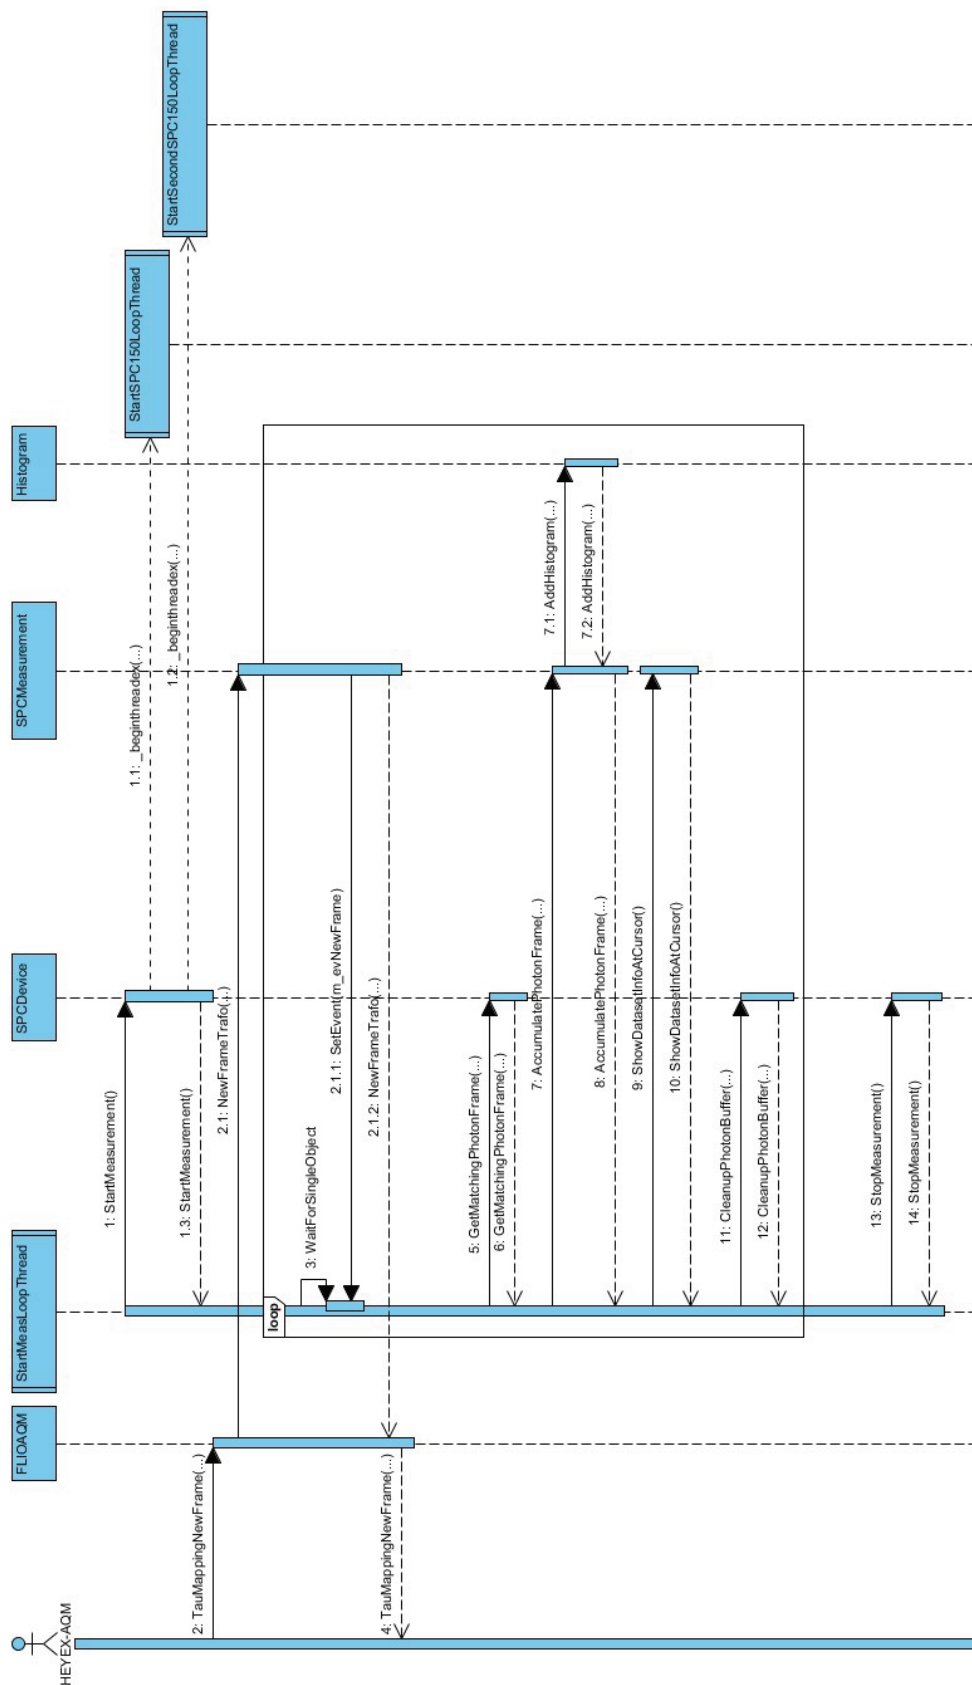 HEYEX-AQM
FLIOAQM
StartMeasLoopThread
SPCDevice
SPCMeasurement
Histogram
StartSPC150LoopThread
StartSecondSPC150LoopThread
1: StartMeasurement()
1.1: _beginthreadex(...)
1.2: _beginthreadex(...)
1.3: StartMeasurement()
2: TauMappingNewFrame(...)
2.1: NewFrameTrafo(...)
loop
3: WaitForSingleObject
2.1.1: SetEvent(m_evNewFrame)
2.1.2: NewFrameTrafo(...)
4: TauMappingNewFrame(...)
5: GetMatchingPhotonFrame(...)
6: GetMatchingPhotonFrame(...)
7: AccumulatePhotonFrame(...)
7.1: AddHistogram(...)
7.2: AddHistogram(...)
8: AccumulatePhotonFrame(...)
9: ShowDatasetInfoAtCursor()
10: ShowDatasetInfoAtCursor()
11: CleanupPhotonBuffer(...)
12: CleanupPhotonBuffer(...)
13: StopMeasurement()
14: StopMeasurement()